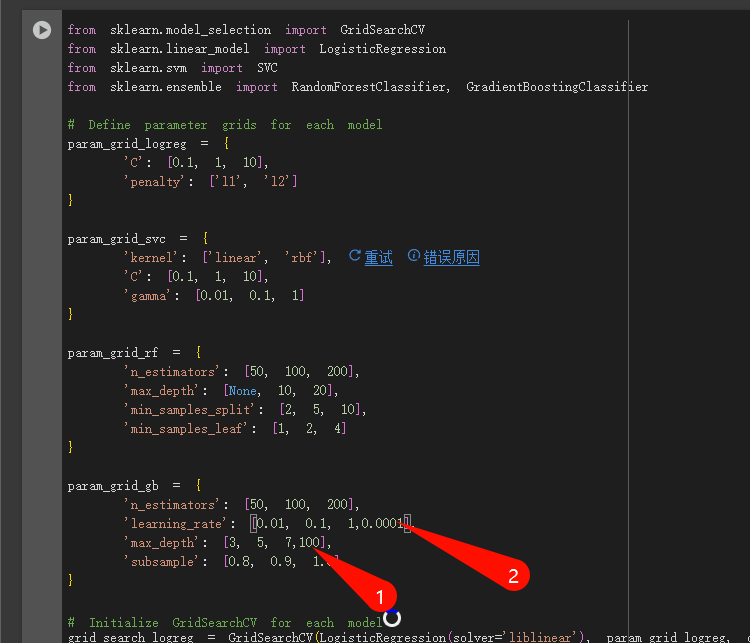 from sklearn.model_selection import GridSearchCV
from sklearn.linear_model import LogisticRegression
from sklearn.svm import SVC
from sklearn.ensemble import RandomForestClassifier, GradientBoostingClassifier
# Define parameter grids for each model
param_grid_logreg = {
'C': [0.1, 1, 10],
'penalty': ['l1', 'l2']
}
param_grid_svc = {
'kernel': ['linear', 'rbf'], 重试 错误原因
'C': [0.1, 1, 10],
'gamma': [0.01, 0.1, 1]
}
param_grid_rf = {
'n_estimators': [50, 100, 200],
'max_depth': [None, 10, 20],
'min_samples_split': [2, 5, 10],
'min_samples_leaf': [1, 2, 4]
}
param_grid_gb = {
'n_estimators': [50, 100, 200],
'learning_rate': [0.01, 0.1, 1,0.0001],
'max_depth': [3, 5, 7,100],
'subsample': [0.8, 0.9,
}
1
2
# Initialize GridSearchCV for each model
grid_search_logreg = GridSearchCV(LogisticRegression(solver='liblinear'), param_grid_logreg,